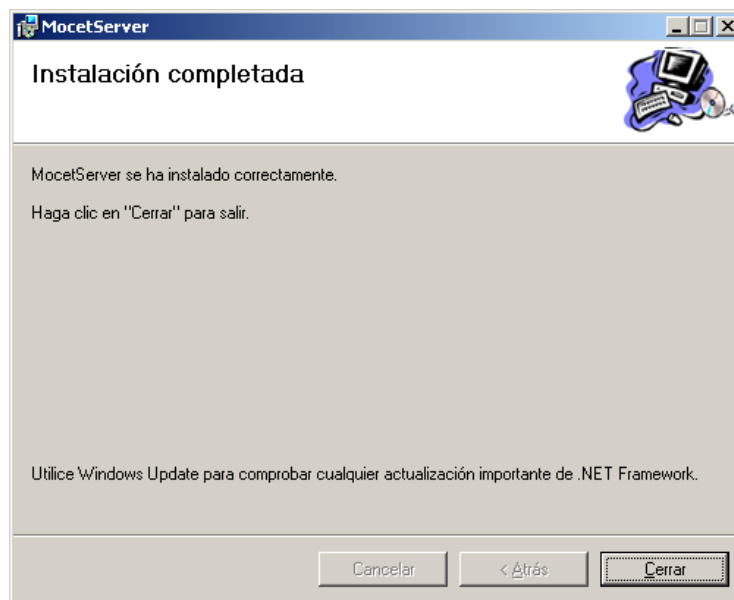 MocetServer
Instalación completada
MocetServer se ha instalado correctamente.
Haga clic en "Cerrar" para salir.
Utilice Windows Update para comprobar cualquier actualización importante de .NET Framework.
Cancelar
< Atrás
Cerrar